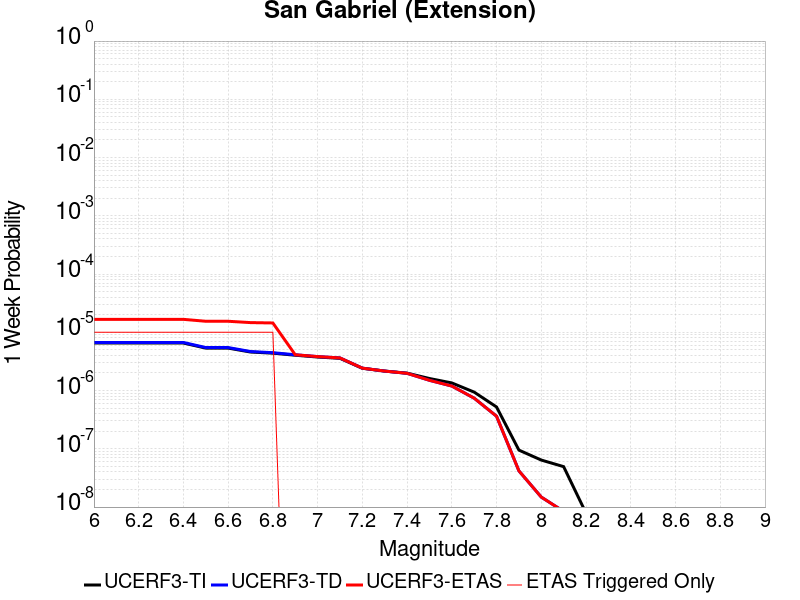 San Gabriel (Extension)
10^0
10^-1
10^-2
10^-3
10^-4
10^-5
10^-6
10^-7
10^-8
1 Week Probability
6 6.2 6.4 6.6 6.8 7 7.2 7.4 7.6 7.8 8 8.2 8.4 8.6 8.8 9
Magnitude
UCERF3-TI UCERF3-TD UCERF3-ETAS ETAS Triggered Only